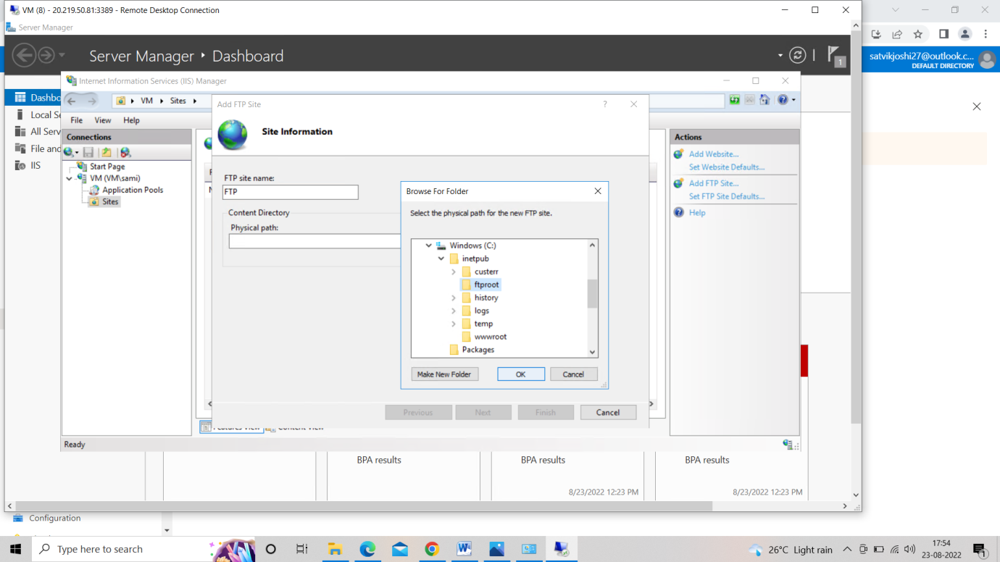 VM (8) - 20.219.50.81:3389 - Remote Desktop Connection
Server Manager
Server Manager Dashboard
1
satvikjoshi27@outlook.c...
DEFAULT DIRECTORY
Internet Information Services (IIS) Manager
VM Sites
File View Help
Local Se
All Serv
File and
IIS
Connections
Start Page
VM (VM\sami)
Application Pools
Sites
Add FTP Site
?
Site Information
FTP site name:
FTP
Content Directory
Physical path:
Browse For Folder
Select the physical path for the new FTP site.
Windows (C:)
inetpub
custerr
ftproot
history
logs
temp
wwwroot
Packages
Make New Folder OK Cancel
Previous Next Finish Cancel
Actions
Add Website...
Set Website Defaults...
Add FTP Site...
Set FTP Site Defaults...
Help
Features View Content View
Ready
BPA results BPA results BPA results
8/23/2022 12:23 PM 8/23/2022 12:23 PM
Configuration
Type here to search
26°C Light rain
17:54
23-08-2022
1